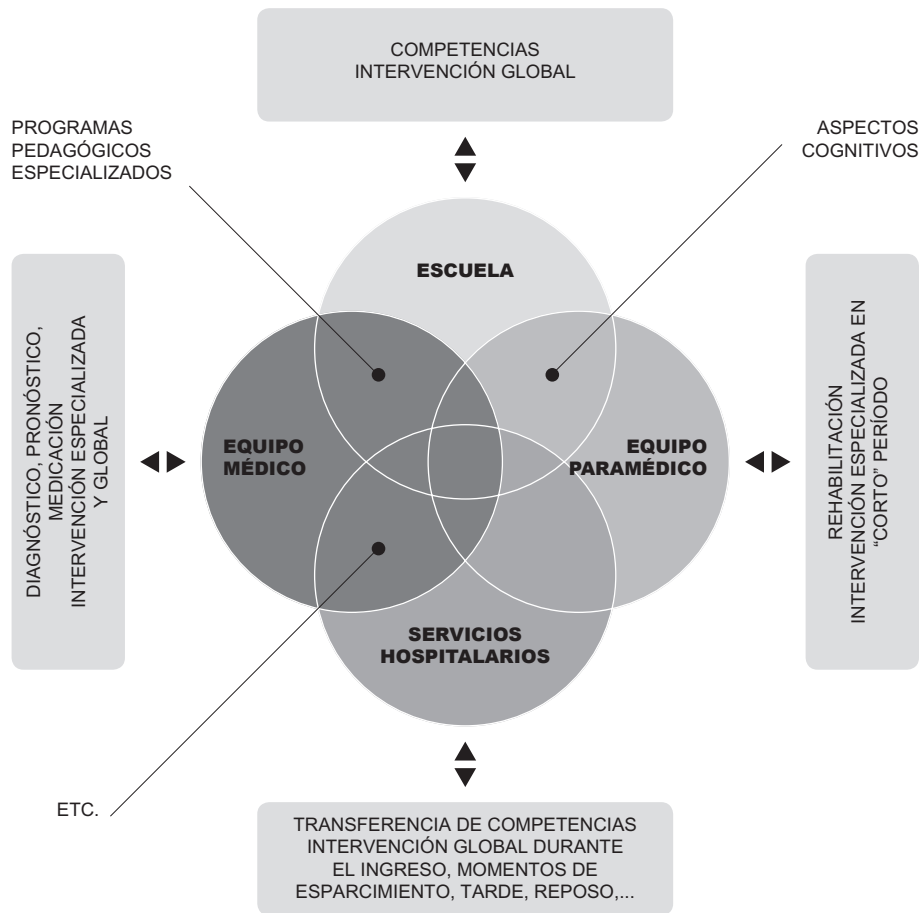 COMPETENCIAS
INTERVENCIÓN GLOBAL
PROGRAMAS
PEDAGÓGICOS
ESPECIALIZADOS
ASPECTOS
COGNITIVOS
ESCUELA
DIAGNÓSTICO, PRONÓSTICO,
MEDICACIÓN
INTERVENCIÓN ESPECIALIZADA
Y GLOBAL
EQUIPO
MÉDICO
EQUIPO
PARAMÉDICO
REHABILITACIÓN
INTERVENCIÓN ESPECIALIZADA EN
“CORTO” PERÍODO
SERVICIOS
HOSPITALARIOS
ETC.
TRANSFERENCIA DE COMPETENCIAS
INTERVENCIÓN GLOBAL DURANTE
EL INGRESO, MOMENTOS DE
ESPARCIMIENTO, TARDE, REPOSO,...